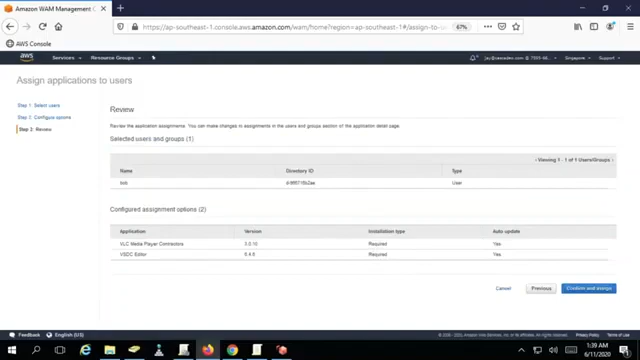 Amazon WAM Management Con
https://ap-southeast-1.console.aws.amazon.com/wam/home?region=ap-southeast-1#/assign-to-u
67%
AWS Console
aws
Services
Resource Groups
Singapore
Support
Assign applications to users
Step 1: Select users
Step 2: Configure options
Step 3: Review
Review
Review the application assignments. You can make changes in assignments in the users and groups section of the application detail page.
Selected users and groups (1)
Viewing 1 - 1 of 1 Users/Groups
Name Directory ID Type
bob User
Configured assignment options (2)
Application Version Installation type Auto update
VLC Media Player Contractors 3.0.10 Required Yes
VSDC Editor Required Yes
Cancel Previous Confirm and assign
Feedback English (US)
Privacy Policy Terms of Use
1:39 AM
6/11/2020